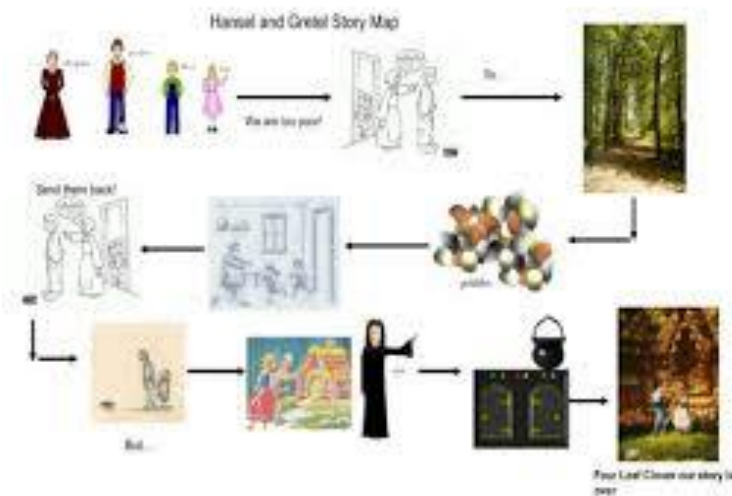 Hansel and Gretel Story Map
We are too poor!
So...
Send them back!
pebbles
But....
Four Leaf Clover our story is
over